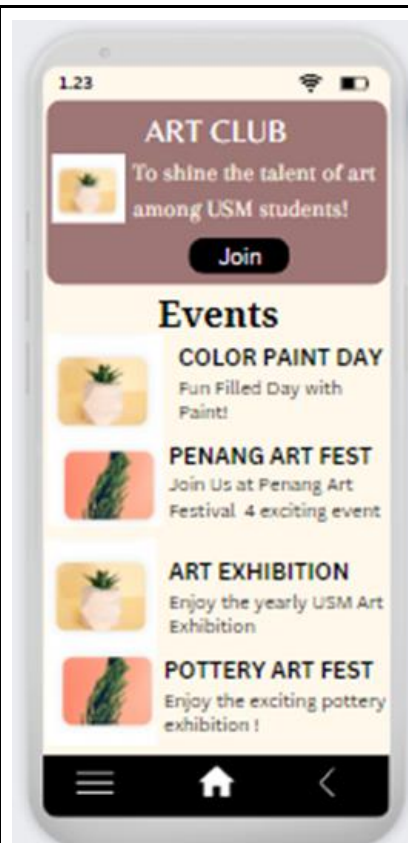 1.23
ART CLUB
To shine the talent of art
among USM students!
Join
Events
COLOR PAINT DAY
Fun Filled Day with
Paint!
PENANG ART FEST
Join Us at Penang Art
Festival 4 exciting event
ART EXHIBITION
Enjoy the yearly USM Art
Exhibition
POTTERY ART FEST
Enjoy the exciting pottery
exhibition !